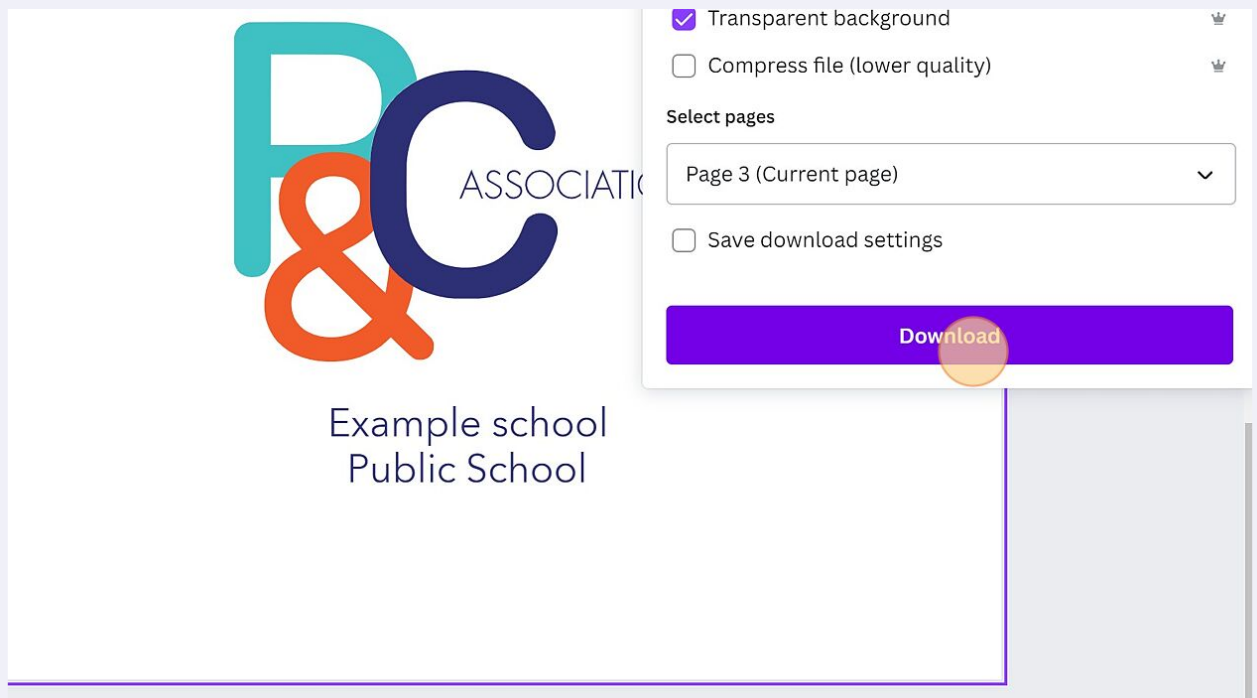 P&C
ASSOCIATI
Example school
Public School
Transparent background
Compress file (lower quality)
Select pages
Page 3 (Current page)
Save download settings
Download